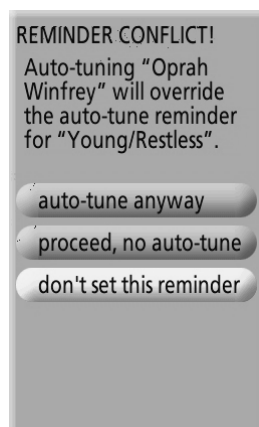 REMINDER CONFLICT!
Auto-tuning “Oprah
Winfrey” will override
the auto-tune reminder
for “Young/Restless”.
auto-tune anyway
proceed, no auto-tune
don't set this reminder